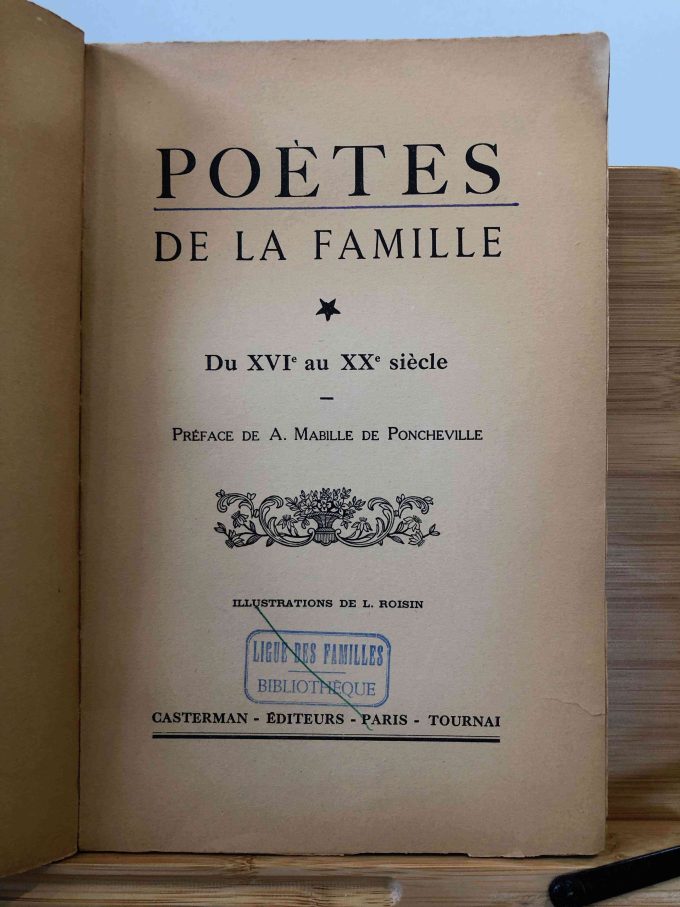 POÈTES
DE LA FAMILLE
Du XVIe au XXe siècle
PRÉFACE DE A. MABILLE DE PONCHEVILLE
ILLUSTRATIONS DE L. ROISIN
LIGUE DES FAMILLES
BIBLIOTHÈQUE
CASTERMAN - ÉDITEURS - PARIS - TOURNAI